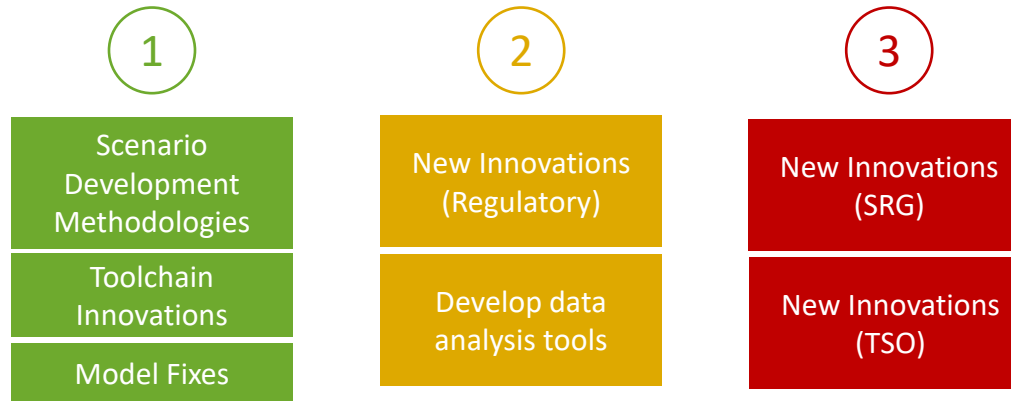 1
Scenario
Development
Methodologies
Toolchain
Innovations
Model Fixes
2
New Innovations
(Regulatory)
Develop data
analysis tools
3
New Innovations
(SRG)
New Innovations
(TSO)